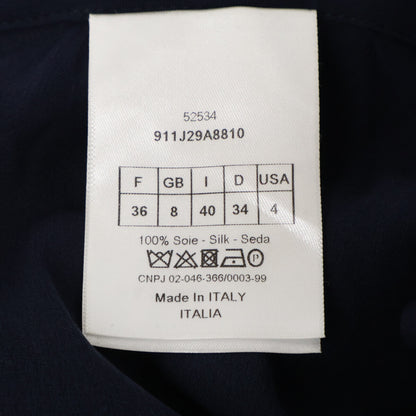 52534
911J29A8810
F GB I D USA
36 8 40 34 4
100% Soie - Silk - Seda
P
CNPJ 02-046-366/0003-99
Made In ITALY
ITALIA